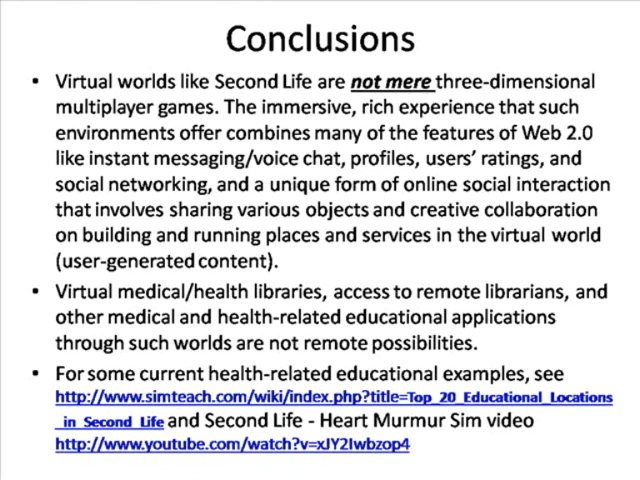 Conclusions
• Virtual worlds like Second Life are not mere three-dimensional
multiplayer games. The immersive, rich experience that such
environments offer combines many of the features of Web 2.0
like instant messaging/voice chat, profiles, users' ratings, and
social networking, and a unique form of online social interaction
that involves sharing various objects and creative collaboration
on building and running places and services in the virtual world
(user-generated content).
• Virtual medical/health libraries, access to remote librarians, and
other medical and health-related educational applications
through such worlds are not remote possibilities.
• For some current health-related educational examples, see
http://www.simteach.com/wiki/index.php?title=Top_20_Educational_Locations
_in_Second_Life and Second Life - Heart Murmur Sim video
http://www.youtube.com/watch?v=xJY2Iwbzop4